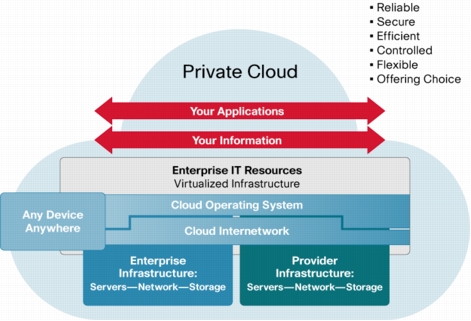 ▪ Reliable
▪ Secure
▪ Efficient
▪ Controlled
▪ Flexible
▪ Offering Choice
Private Cloud
Your Applications
Your Information
Enterprise IT Resources
Virtualized Infrastructure
Cloud Operating System
Any Device
Anywhere
Cloud Internetwork
Enterprise
Infrastructure:
Servers—Network—Storage
Provider
Infrastructure:
Servers—Network—Storage